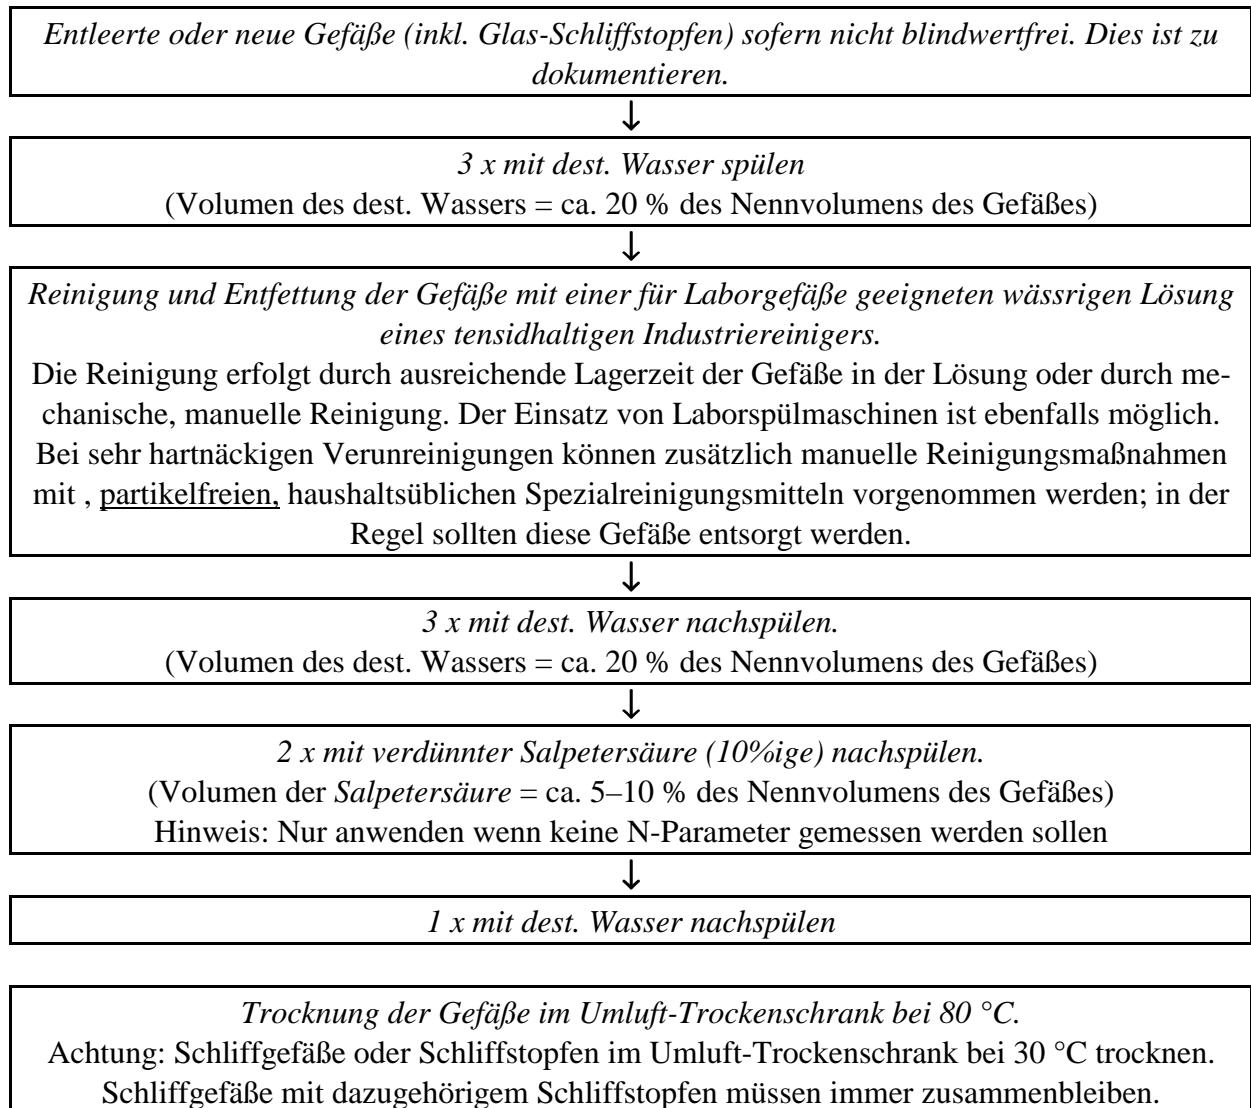 Entleerte oder neue Gefäße (inkl. Glas-Schliffstopfen) sofern nicht blindwertfrei. Dies ist zu
dokumentieren.
↓
3 x mit dest. Wasser spülen
(Volumen des dest. Wassers = ca. 20 % des Nennvolumens des Gefäßes)
↓
Reinigung und Entfettung der Gefäße mit einer für Laborgefäße geeigneten wässrigen Lösung
eines tensidhaltigen Industriereinigers.
Die Reinigung erfolgt durch ausreichende Lagerzeit der Gefäße in der Lösung oder durch me-
chanische, manuelle Reinigung. Der Einsatz von Laborspülmaschinen ist ebenfalls möglich.
Bei sehr hartnäckigen Verunreinigungen können zusätzlich manuelle Reinigungsmaßnahmen
mit , partikelfreien, haushaltsüblichen Spezialreinigungsmitteln vorgenommen werden; in der
Regel sollten diese Gefäße entsorgt werden.
↓
3 x mit dest. Wasser nachspülen.
(Volumen des dest. Wassers = ca. 20 % des Nennvolumens des Gefäßes)
↓
2 x mit verdünnter Salpetersäure (10%ige) nachspülen.
(Volumen der Salpetersäure = ca. 5–10 % des Nennvolumens des Gefäßes)
Hinweis: Nur anwenden wenn keine N-Parameter gemessen werden sollen
↓
1 x mit dest. Wasser nachspülen
Trocknung der Gefäße im Umluft-Trockenschrank bei 80 °C.
Achtung: Schliffgefäße oder Schliffstopfen im Umluft-Trockenschrank bei 30 °C trocknen.
Schliffgefäße mit dazugehörigem Schliffstopfen müssen immer zusammenbleiben.